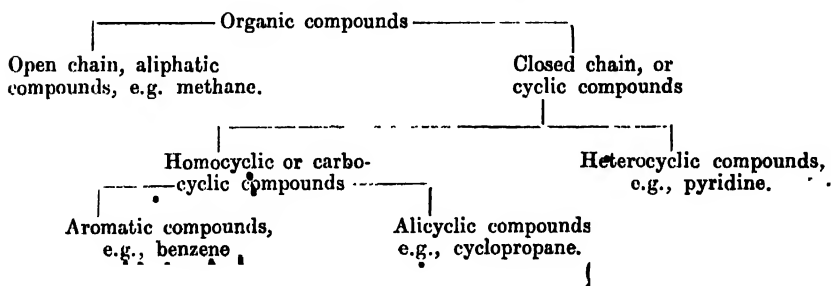 Organic compounds
Open chain, aliphatic
compounds, e.g. methane.
Closed chain, or
cyclic compounds
Homocyclic or carbo-
cyclic compounds
Heterocyclic compounds,
e.g., pyridine.
Aromatic compounds,
e.g., benzene
Alicyclic compounds
e.g., cyclopropane.